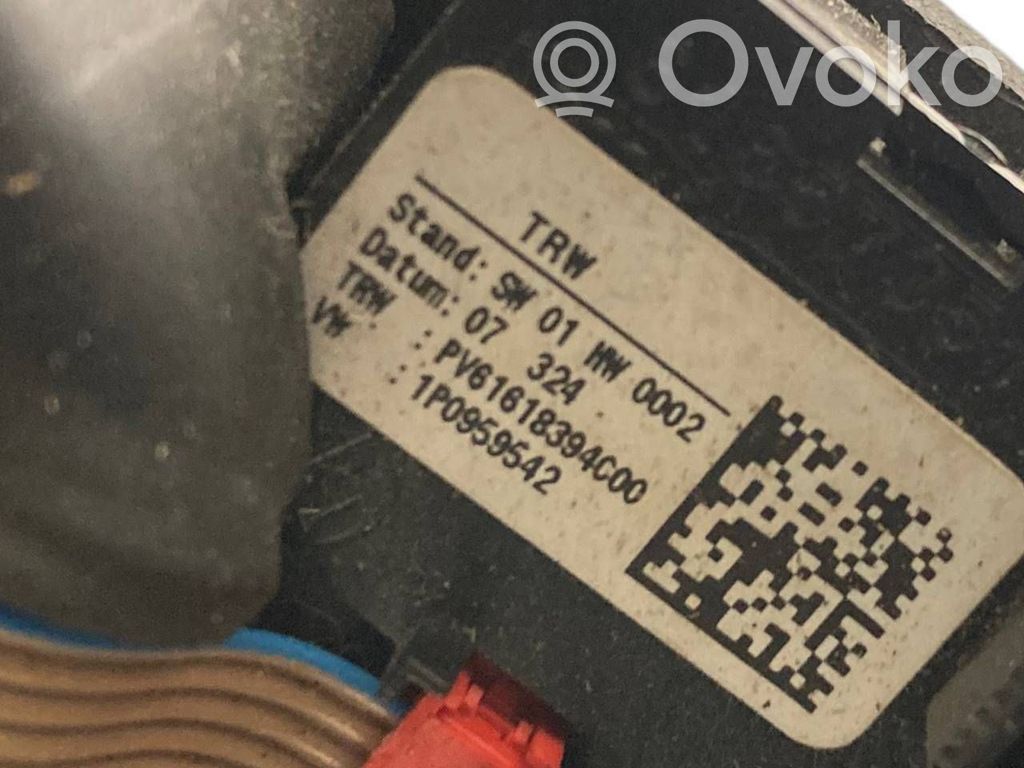 Ovoko
TRW
Stand: SW 01 HW 0002
Datum: 07 324
TRW : PV61618394C00
VW : 1P0959542